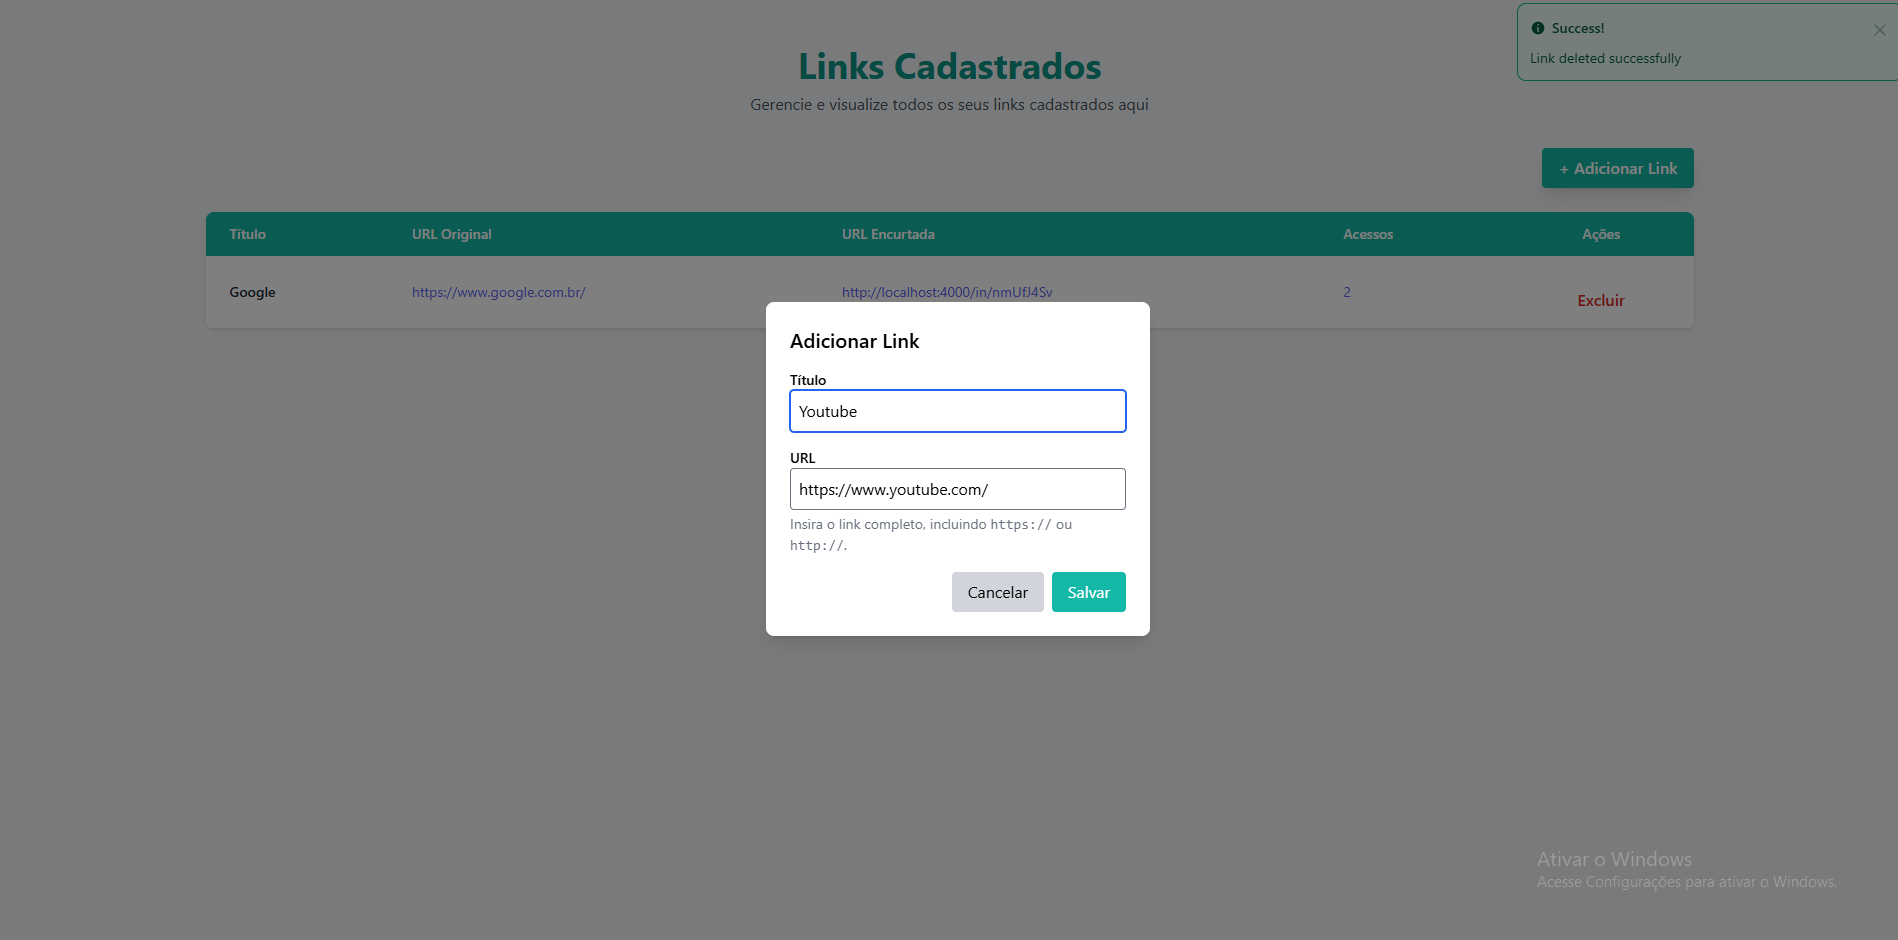 Success!
Link deleted successfully
Links Cadastrados
Gerencie e visualize todos os seus links cadastrados aqui
+ Adicionar Link
Título URL Original URL Encurtada Acessos Ações
Google https://www.google.com.br/ http://localhost:4000/in/nmUfJ4Sv 2 Excluir
Adicionar Link
Título
Youtube
URL
https://www.youtube.com/
Insira o link completo, incluindo https:// ou
http://.
Cancelar Salvar
Ativar o Windows
Acesse Configurações para ativar o Windows.